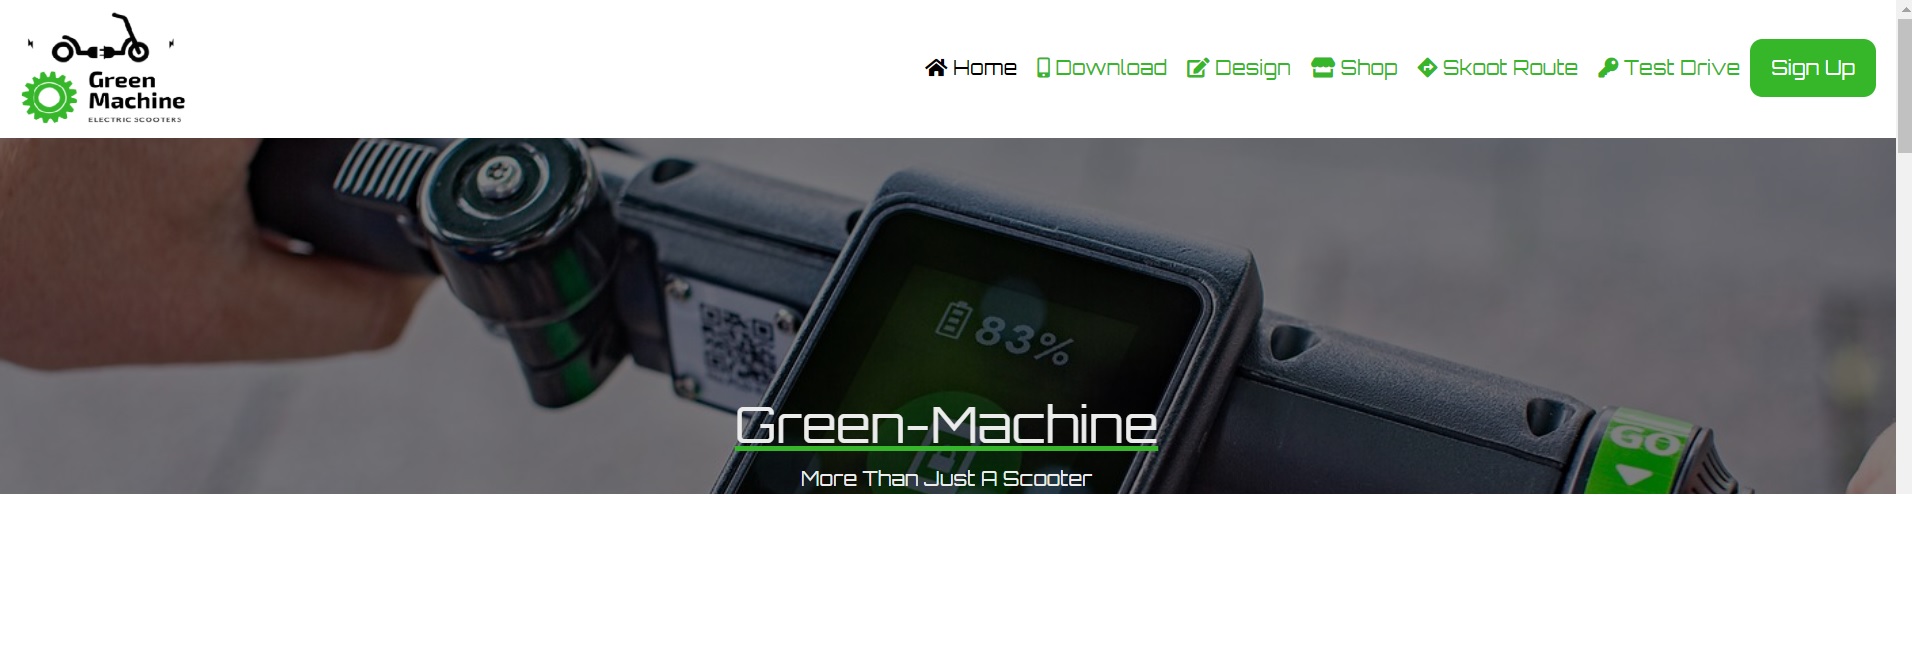 Green
Machine
ELECTRIC SCOOTERS
Home Download Design Shop Skoot Route Test Drive Sign Up
83%
GO
Green-Machine
More Than Just A Scooter